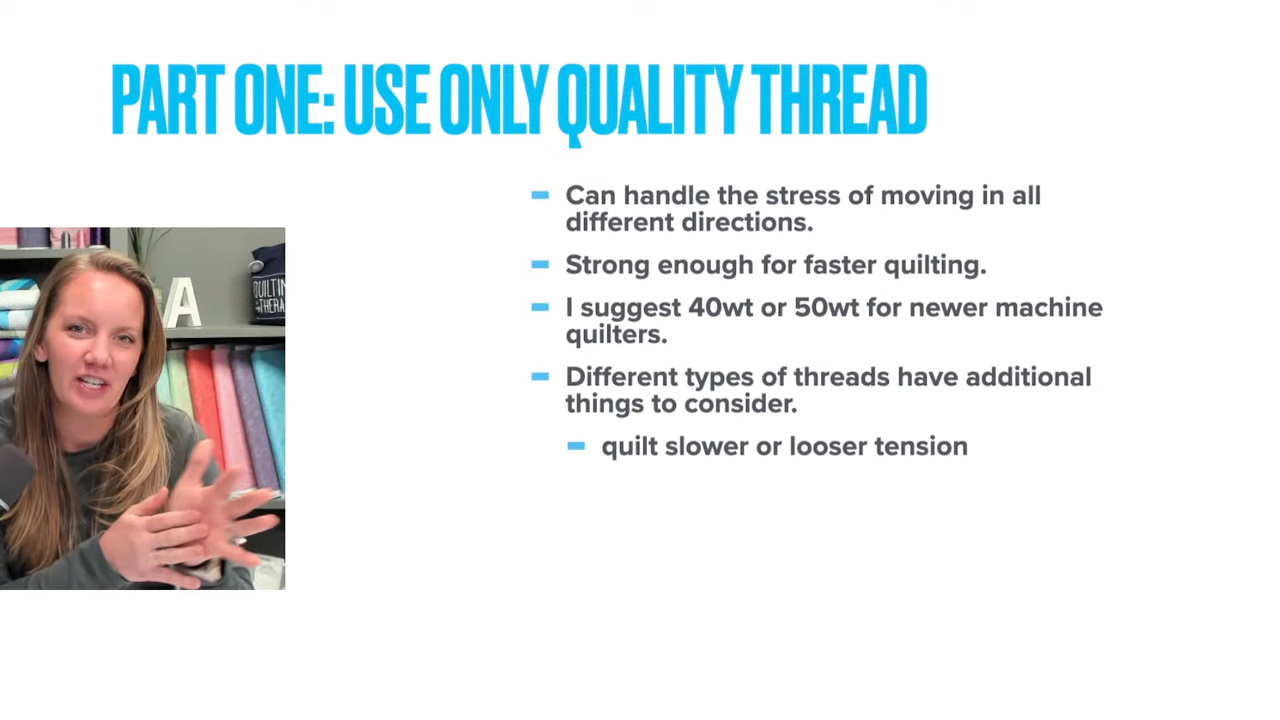 PART ONE: USE ONLY QUALITY THREAD
Can handle the stress of moving in all
different directions.
Strong enough for faster quilting.
I suggest 40wt or 50wt for newer machine
quilters.
Different types of threads have additional
things to consider.
quilt slower or looser tension
A